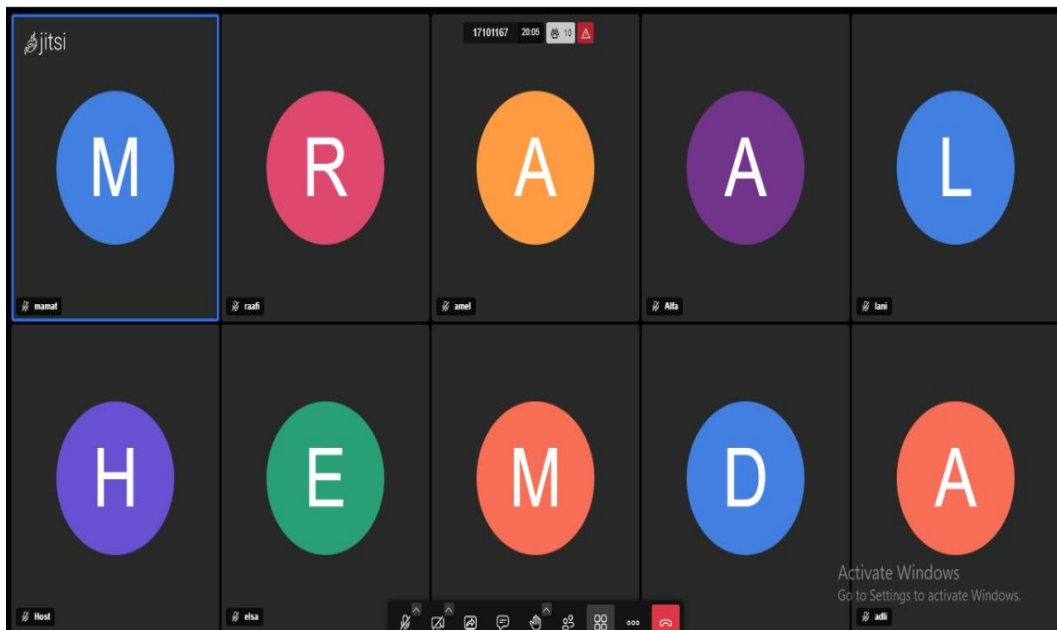 jitsi
17101167 20:05 10
M R A A L
mamat raafi amel Alfa lani
H E M D A
Activate Windows
Go to Settings to activate Windows.
Host elsa adli